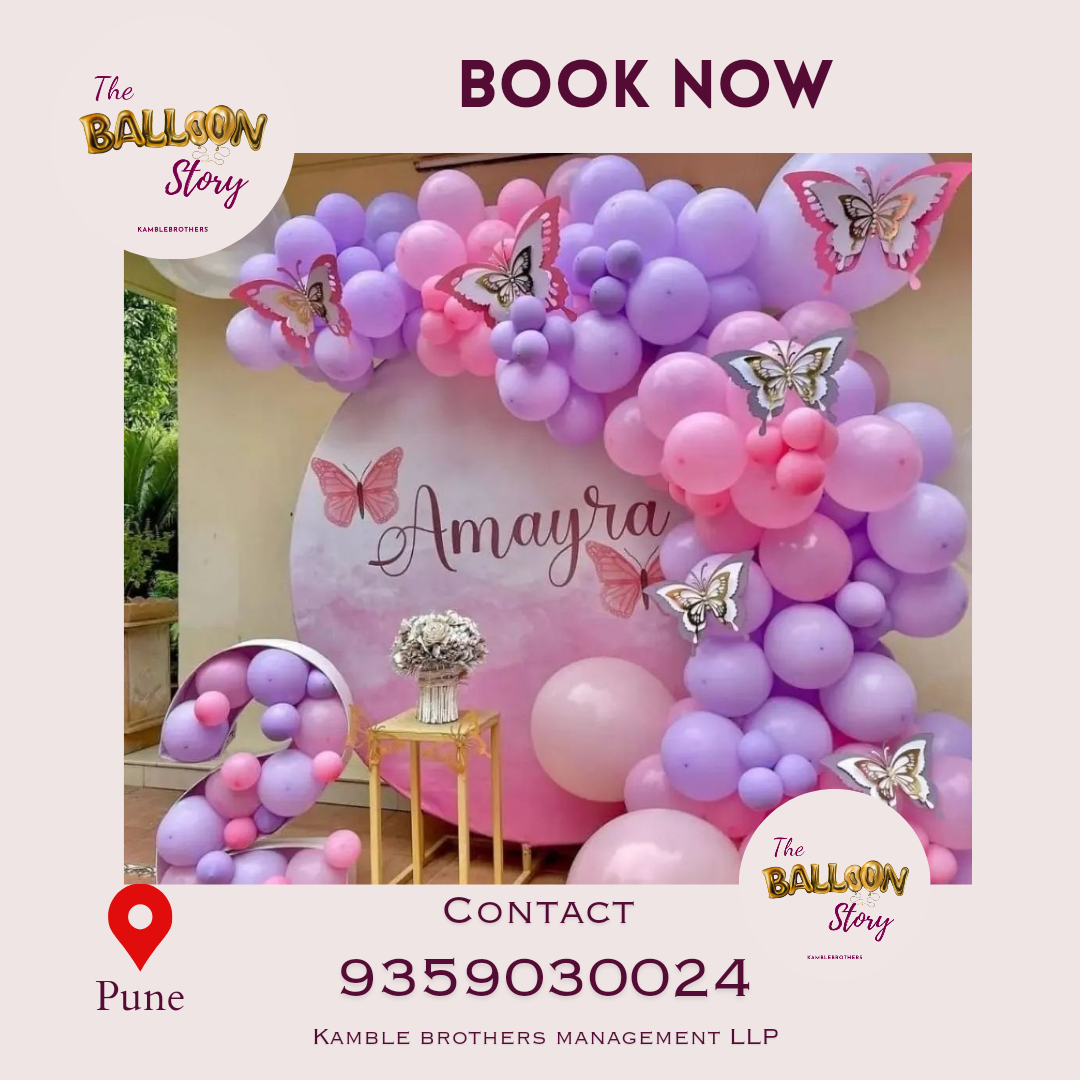 The
BALLOON
Story
KAMBLEBROTHERS
BOOK NOW
Amayra
The
BALLOON
Story
KAMBLEBROTHERS
CONTACT
9359030024
Pune
KAMBLE BROTHERS MANAGEMENT LLP